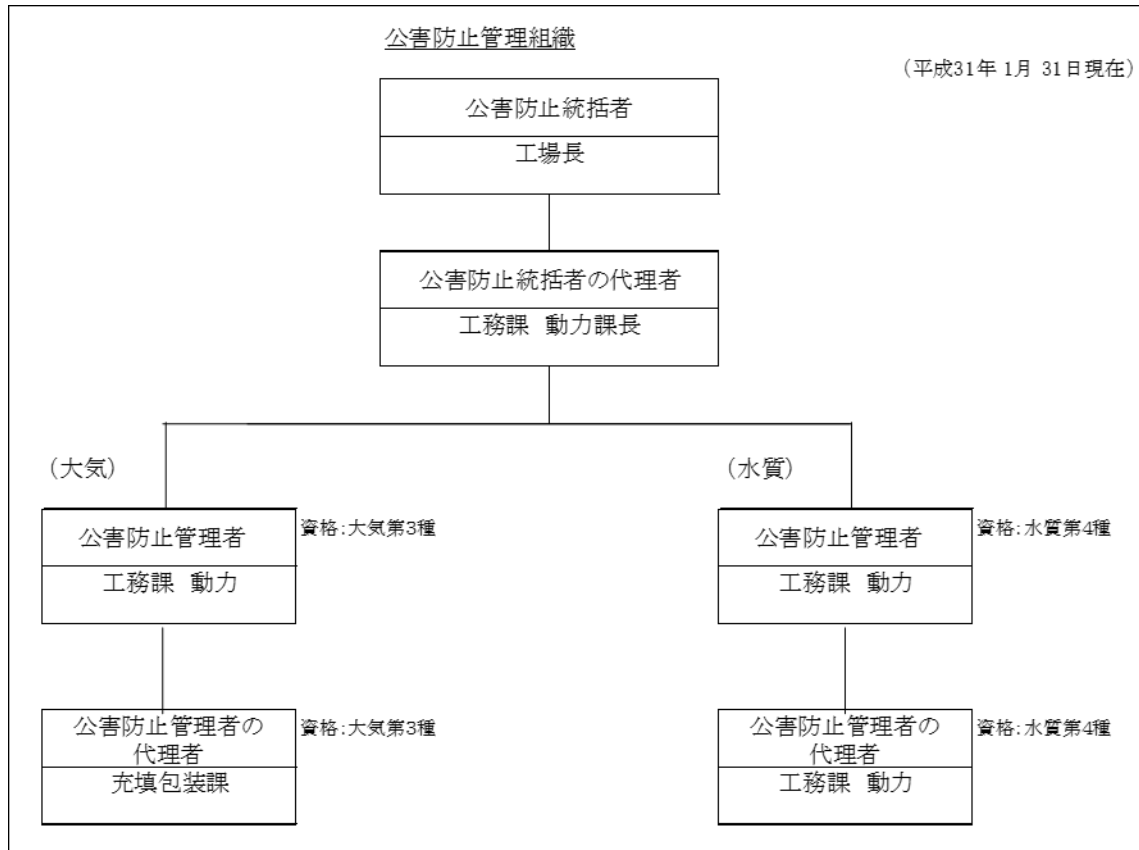 公害防止管理組織
（平成31年 1月 31日現在）
公害防止統括者
工場長
公害防止統括者の代理者
工務課 動力課長
（大気）
公害防止管理者
資格:大気第3種
工務課 動力
公害防止管理者の
代理者
資格:大気第3種
充填包装課
（水質）
公害防止管理者
資格:水質第4種
工務課 動力
公害防止管理者の
代理者
資格:水質第4種
工務課 動力